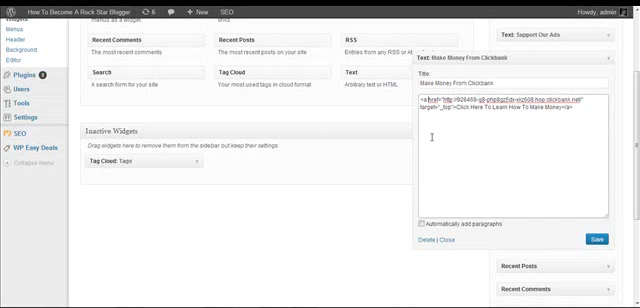 How To Become A Rock Star Blogger 6 + New SEO Howdy, admin
Widgets
Menus
Header
Background
Editor
Plugins 2
Users
Tools
Settings
SEO
WP Easy Deals
Collapse menu
menu as a widget.
links
Recent Comments Recent Posts RSS
The most recent comments The most recent posts on your site Entries from any RSS or
Search Tag Cloud Text
A search form for your site Your most used tags in cloud format Arbitrary text or HTML
Inactive Widgets
Drag widgets here to remove them from the sidebar but keep their settings.
Tag Cloud: Tags
Text: Support Our Ads
Text: Make Money From Clickbank
Title:
Make Money From Clickbank
target="_top">Click Here To Learn How To Make Money</a>
Automatically add paragraphs
Delete | Close Save
Recent Posts
Recent Comments